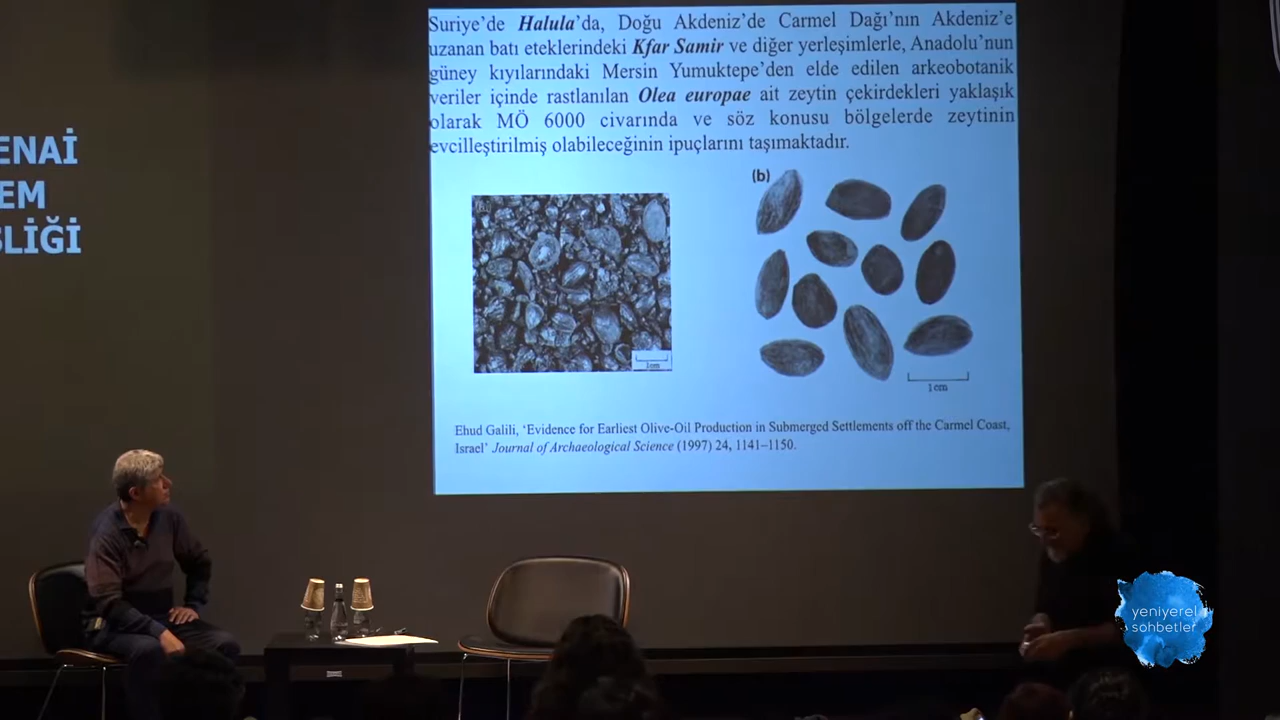 Suriye’de Halula’da, Doğu Akdeniz’de Carmel Dağı’nın Akdeniz’e
uzanan batı eteklerindeki Kfar Samir ve diğer yerleşimlerle, Anadolu’nun
güney kıyılarındaki Mersin Yumuktepe’den elde edilen arkeobotanik
veriler içinde rastlanılan Olea europae ait zeytin çekirdekleri yaklaşık
olarak MÖ 6000 civarında ve söz konusu bölgelerde zeytinin
evcilleştirilmiş olabileceğinin ipuçlarını taşımaktadır.
ENAİ
EM
SLİĞİ
(b)
1cm
1cm
Ehud Galili, ‘Evidence for Earliest Olive-Oil Production in Submerged Settlements off the Carmel Coast,
Israel’ Journal of Archaeological Science (1997) 24, 1141–1150.
yeniyerel
sohbetler